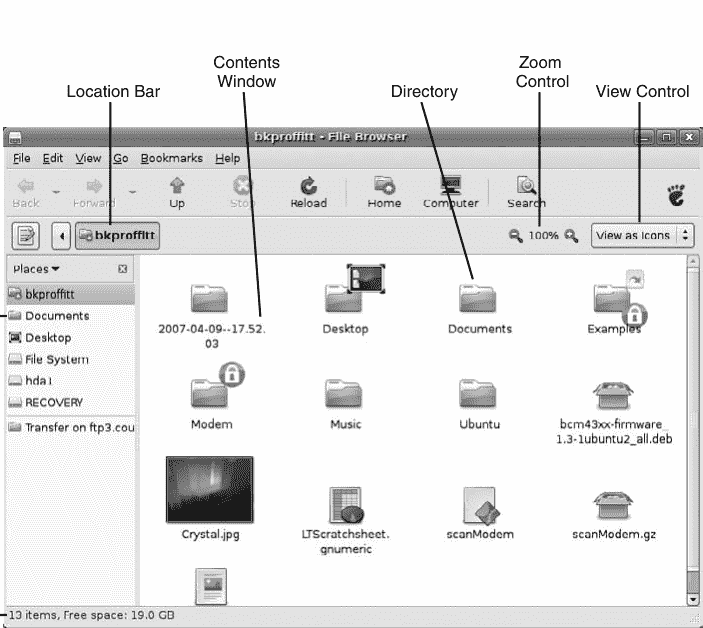 Contents
Window
Zoom
Control
Location Bar
Directory
View Control
bkproffitt - File Browser
File Edit View Go Bookmarks Help
Back Forward Up Stop Reload Home Computer Search
bkproffitt
100%
View as Icons
Places
bkproffitt
Documents
Desktop
File System
hda1
RECOVERY
Transfer on ftp3.cou
2007-04-09--17.52.
03
Desktop
Documents
Examples
Modem
Music
Ubuntu
bcm43xx-firmware_
1.3-1ubuntu2_all.deb
Crystal.jpg
LTScratchsheet.
gnumeric
scanModem
scanModem.gz
13 items, Free space: 19.0 GB